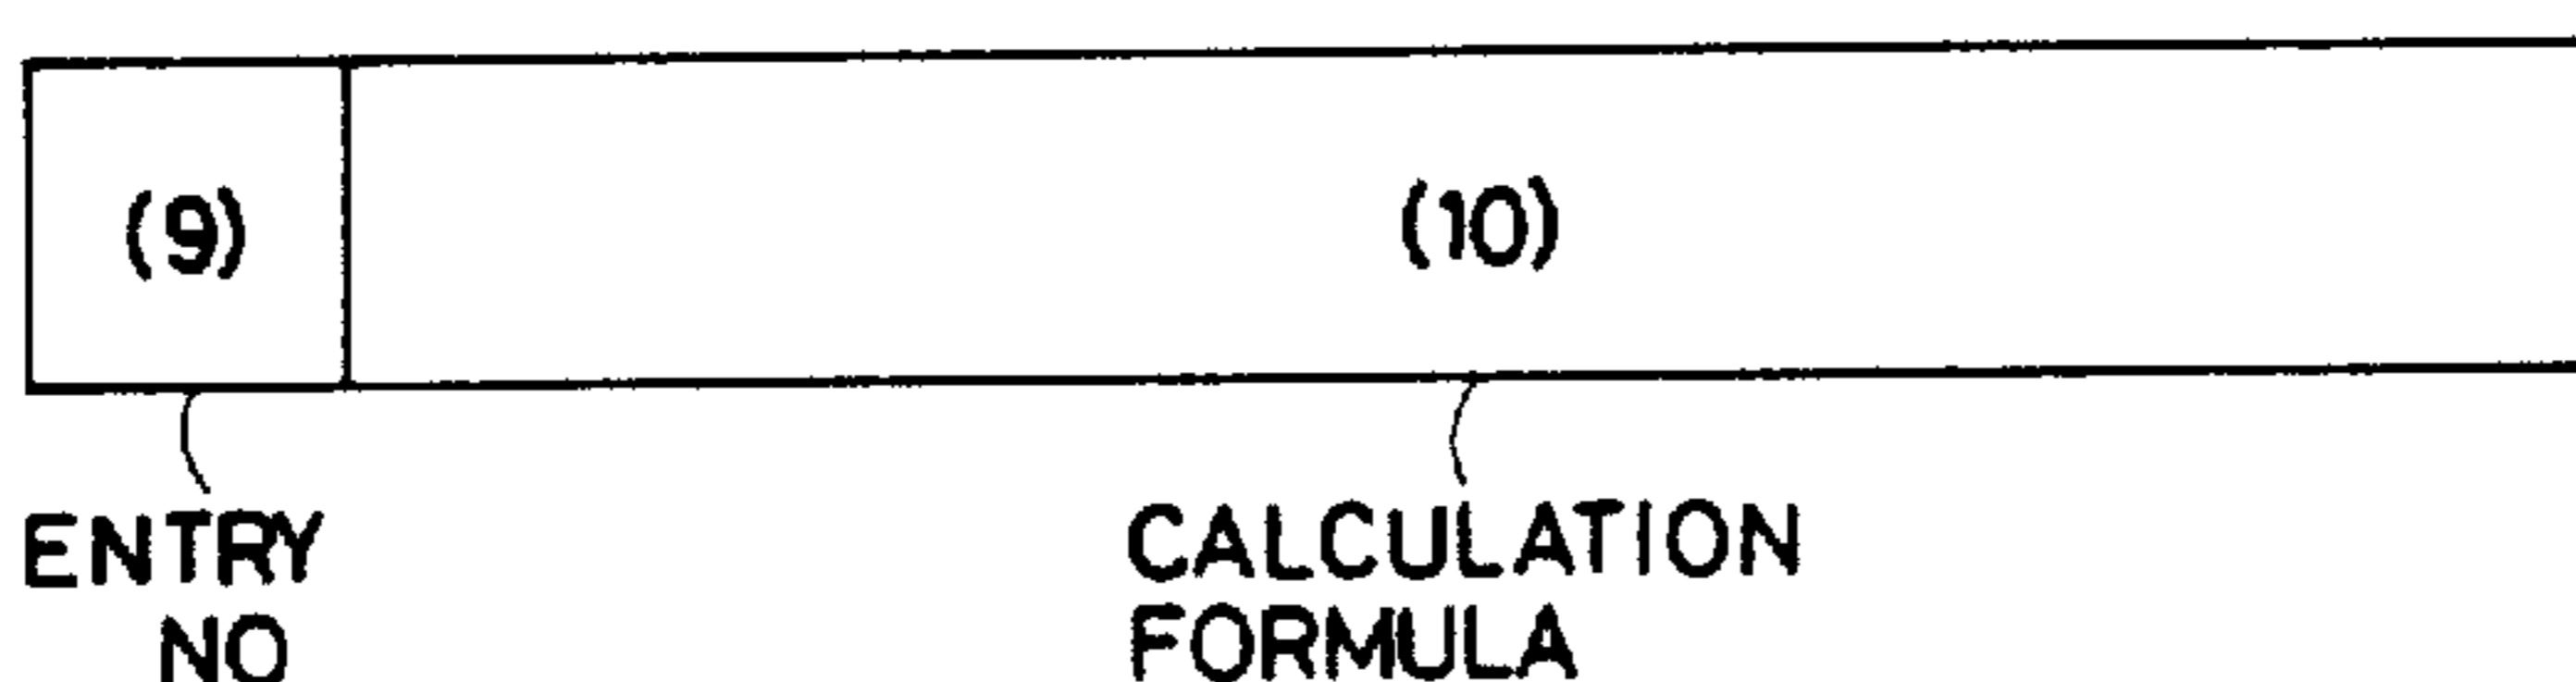 (9)
(10)
ENTRY
NO
CALCULATION
FORMULA